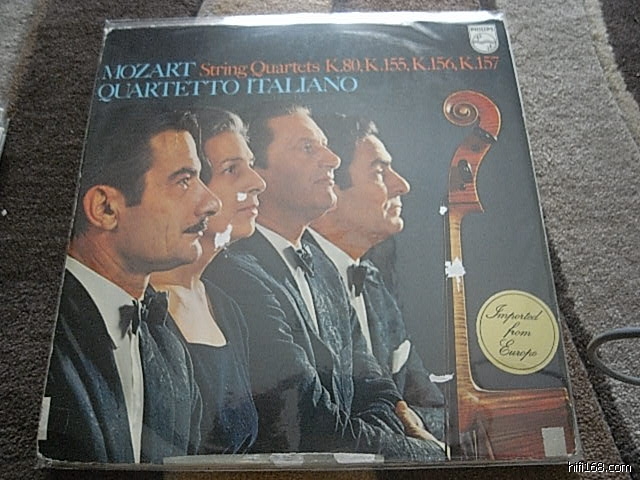 PHILIPS
MOZART String Quartets K.80, K.155, K.156, K.157
QUARTETTO ITALIANO
Imported
from
Europe
hifi168.com